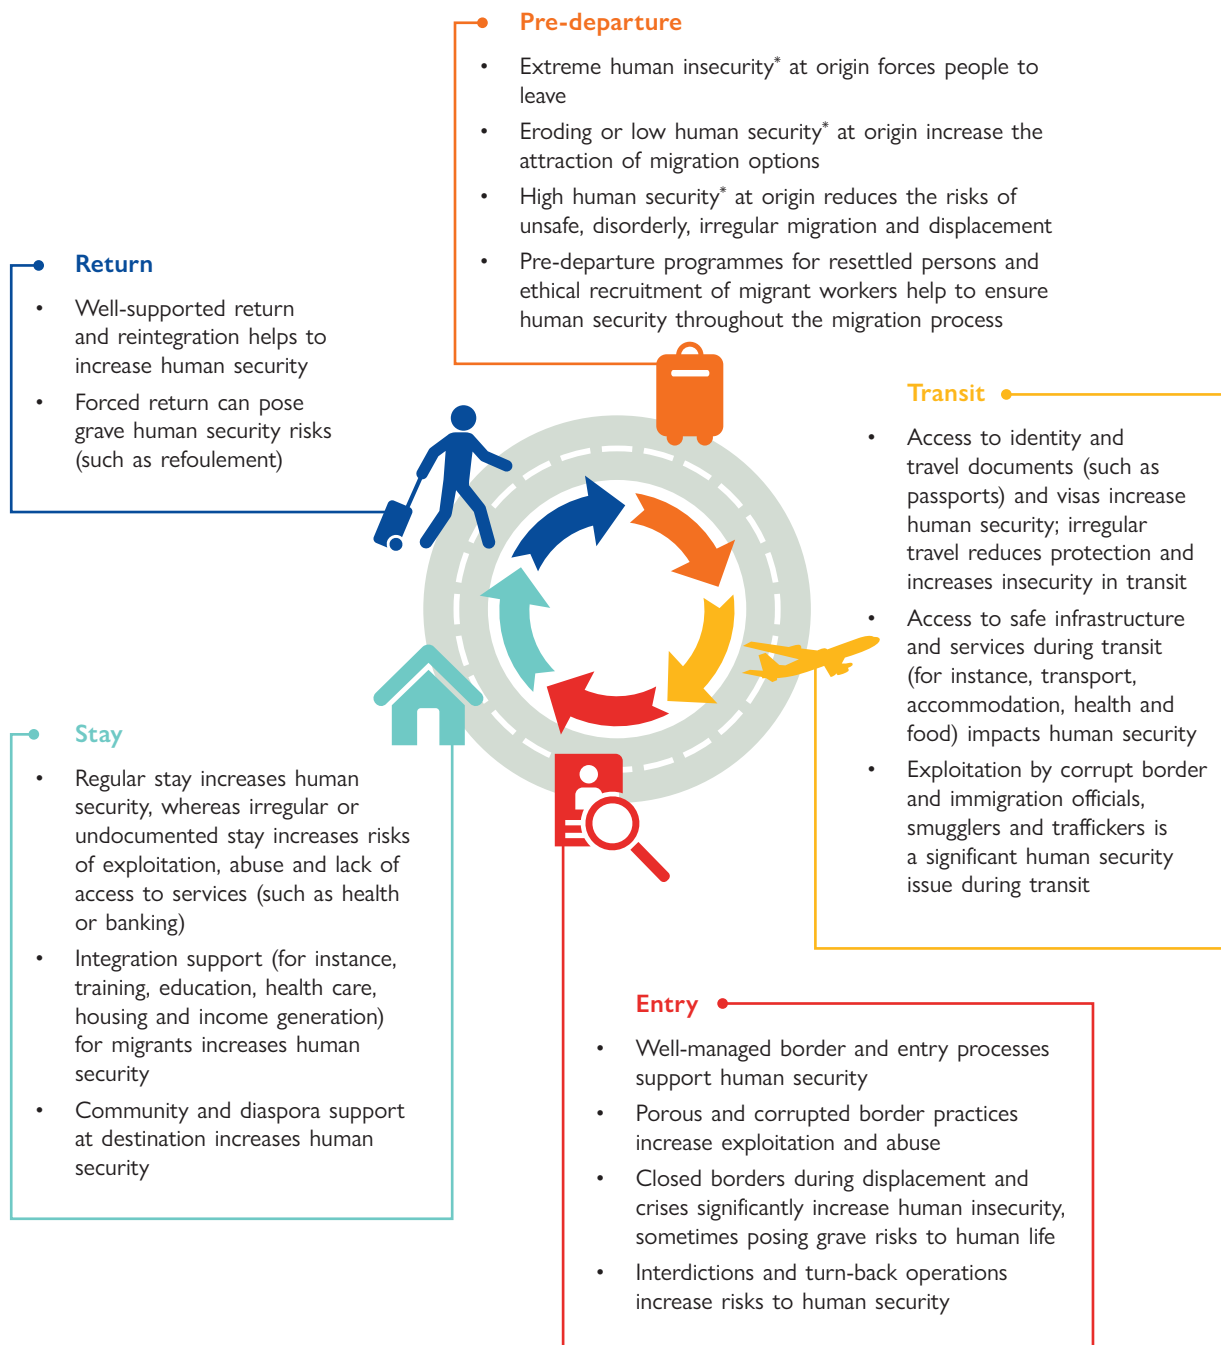 Pre-departure
• Extreme human insecurity* at origin forces people to
leave
• Eroding or low human security* at origin increase the
attraction of migration options
• High human security* at origin reduces the risks of
unsafe, disorderly, irregular migration and displacement
• Pre-departure programmes for resettled persons and
ethical recruitment of migrant workers help to ensure
human security throughout the migration process
Return
• Well-supported return
and reintegration helps to
increase human security
• Forced return can pose
grave human security risks
(such as refoulement)
Transit
• Access to identity and
travel documents (such as
passports) and visas increase
human security; irregular
travel reduces protection and
increases insecurity in transit
• Access to safe infrastructure
and services during transit
(for instance, transport,
accommodation, health and
food) impacts human security
• Exploitation by corrupt border
and immigration officials,
smugglers and traffickers is
a significant human security
issue during transit
Stay
• Regular stay increases human
security, whereas irregular or
undocumented stay increases risks
of exploitation, abuse and lack of
access to services (such as health
or banking)
• Integration support (for instance,
training, education, health care,
housing and income generation)
for migrants increases human
security
• Community and diaspora support
at destination increases human
security
Entry
• Well-managed border and entry processes
support human security
• Porous and corrupted border practices
increase exploitation and abuse
• Closed borders during displacement and
crises significantly increase human insecurity,
sometimes posing grave risks to human life
• Interdictions and turn-back operations
increase risks to human security